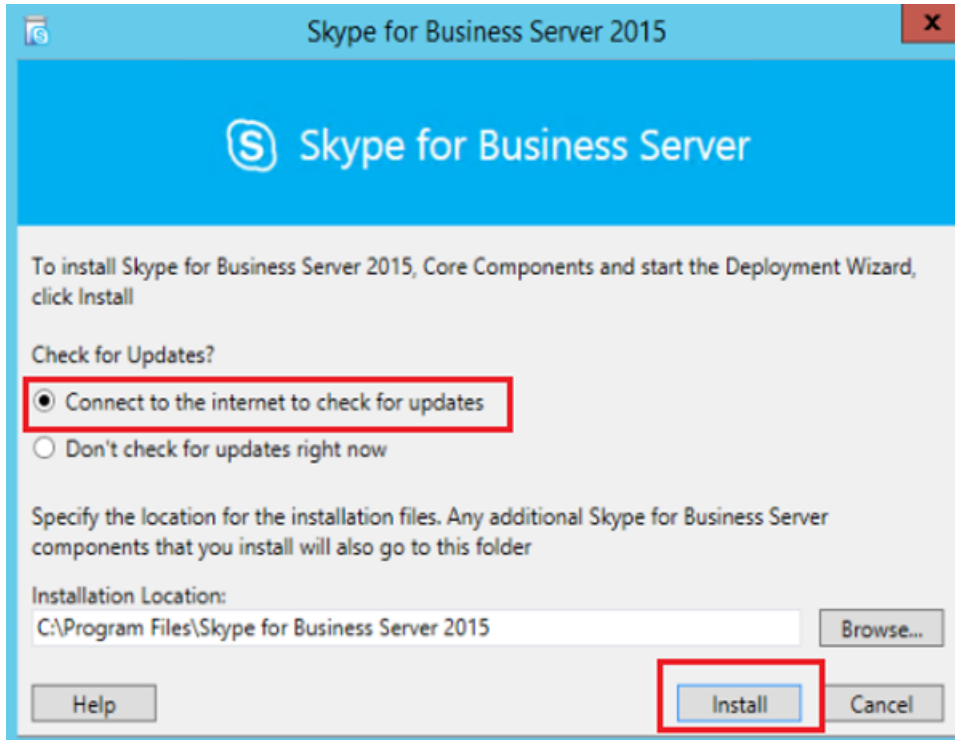 Skype for Business Server 2015
x
Skype for Business Server
To install Skype for Business Server 2015, Core Components and start the Deployment Wizard,
click Install
Check for Updates?
Connect to the internet to check for updates
Don't check for updates right now
Specify the location for the installation files. Any additional Skype for Business Server
components that you install will also go to this folder
Installation Location:
C:\Program Files\Skype for Business Server 2015
Browse...
Help
Install
Cancel